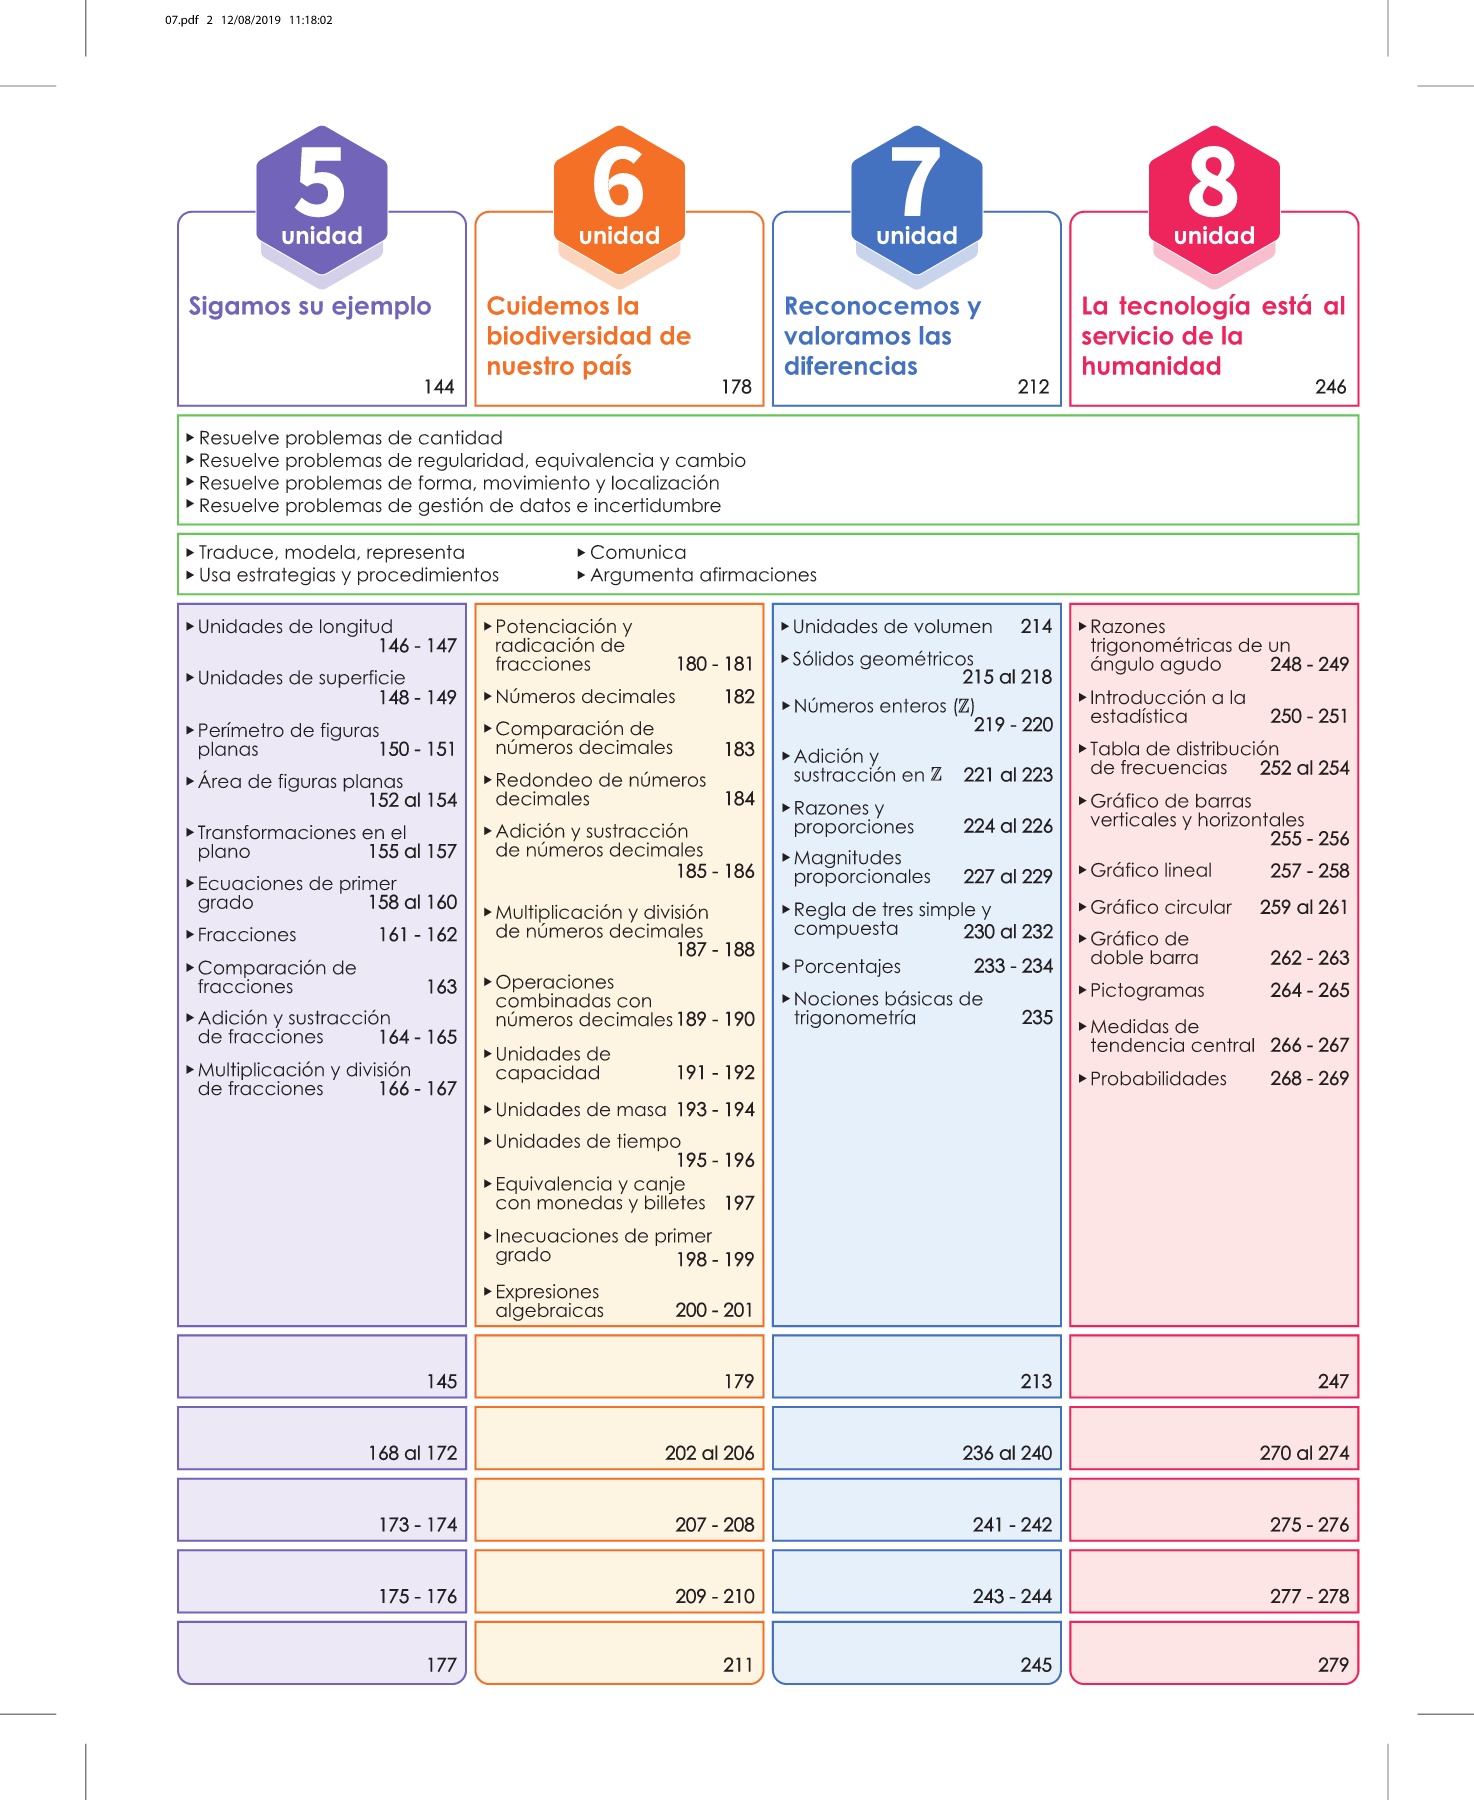 07.pdf 2 12/08/2019 11:18:02
5
unidad
Sigamos su ejemplo
144
6
unidad
Cuidemos la
biodiversidad de
nuestro país
178
7
unidad
Reconocemos y
valoramos las
diferencias
212
8
unidad
La tecnología está al
servicio de la
humanidad
246
Resuelve problemas de cantidad
Resuelve problemas de regularidad, equivalencia y cambio
Resuelve problemas de forma, movimiento y localización
Resuelve problemas de gestión de datos e incertidumbre
Traduce, modela, representa
Usa estrategias y procedimientos
Comunica
Argumenta afirmaciones
Unidades de longitud
146 - 147
Unidades de superficie
148 - 149
Perímetro de figuras
planas 150 - 151
Área de figuras planas
152 al 154
Transformaciones en el
plano 155 al 157
Ecuaciones de primer
grado 158 al 160
Fracciones 161 - 162
Comparación de
fracciones 163
Adición y sustracción
de fracciones 164 - 165
Multiplicación y división
de fracciones 166 - 167
Potenciación y
radicación de
fracciones 180 - 181
Números decimales 182
Comparación de
números decimales 183
Redondeo de números
decimales 184
Adición y sustracción
de números decimales
185 - 186
Multiplicación y división
de números decimales
187 - 188
Operaciones
combinadas con
números decimales 189 - 190
Unidades de
capacidad 191 - 192
Unidades de masa 193 - 194
Unidades de tiempo
195 - 196
Equivalencia y canje
con monedas y billetes 197
Inecuaciones de primer
grado 198 - 199
Expresiones
algebraicas 200 - 201
Unidades de volumen 214
Sólidos geométricos
215 al 218
Números enteros (ℤ)
219 - 220
Adición y
sustracción en ℤ 221 al 223
Razones y
proporciones 224 al 226
Magnitudes
proporcionales 227 al 229
Regla de tres simple y
compuesta 230 al 232
Porcentajes 233 - 234
Nociones básicas de
trigonometría 235
Razones
trigonométricas de un
ángulo agudo 248 - 249
Introducción a la
estadística 250 - 251
Tabla de distribución
de frecuencias 252 al 254
Gráfico de barras
verticales y horizontales
255 - 256
Gráfico lineal 257 - 258
Gráfico circular 259 al 261
Gráfico de
doble barra 262 - 263
Pictogramas 264 - 265
Medidas de
tendencia central 266 - 267
Probabilidades 268 - 269
145 179 213 247
168 al 172 202 al 206 236 al 240 270 al 274
173 - 174 207 - 208 241 - 242 275 - 276
175 - 176 209 - 210 243 - 244 277 - 278
177 211 245 279